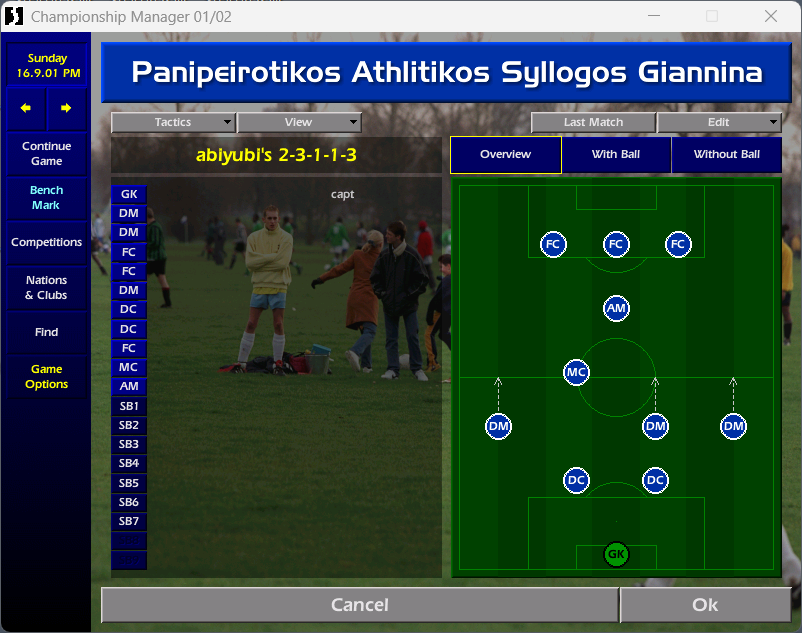 Championship Manager 01/02
Sunday
16.9.01 PM
Continue
Game
Bench
Mark
Competitions
Nations
& Clubs
Find
Game
Options
Panipeirotikos Athlitikos Syllogos Giannina
Tactics
View
Last Match
Edit
abiyubi's 2-3-1-1-3
Overview
With Ball
Without Ball
GK capt
DM
DM
FC
FC
DM
DC
DC
FC
MC
AM
SB1
SB2
SB3
SB4
SB5
SB6
SB7
FC FC FC
AM
MC
DM DM DM
DC DC
GK
Cancel
Ok